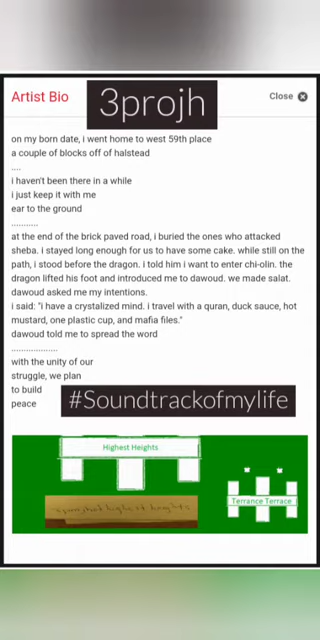 Artist Bio
3projh
Close
on my born date, i went home to west 59th place
a couple of blocks off of halstead
....
i haven't been there in a while
i just keep it with me
ear to the ground
...........
at the end of the brick paved road, i buried the ones who attacked
sheba. i stayed long enough for us to have some cake. while still on the
path, i stood before the dragon. i told him i want to enter chi-olin. the
dragon lifted his foot and introduced me to dawoud. we made salat.
dawoud asked me my intentions.
i said: "i have a crystalized mind. i travel with a quran, duck sauce, hot
mustard, one plastic cup, and mafia files."
dawoud told me to spread the word
...................
with the unity of our
struggle, we plan
to build
peace
#Soundtrackofmylife
Highest Heights
highest heights
Terrance Terrace